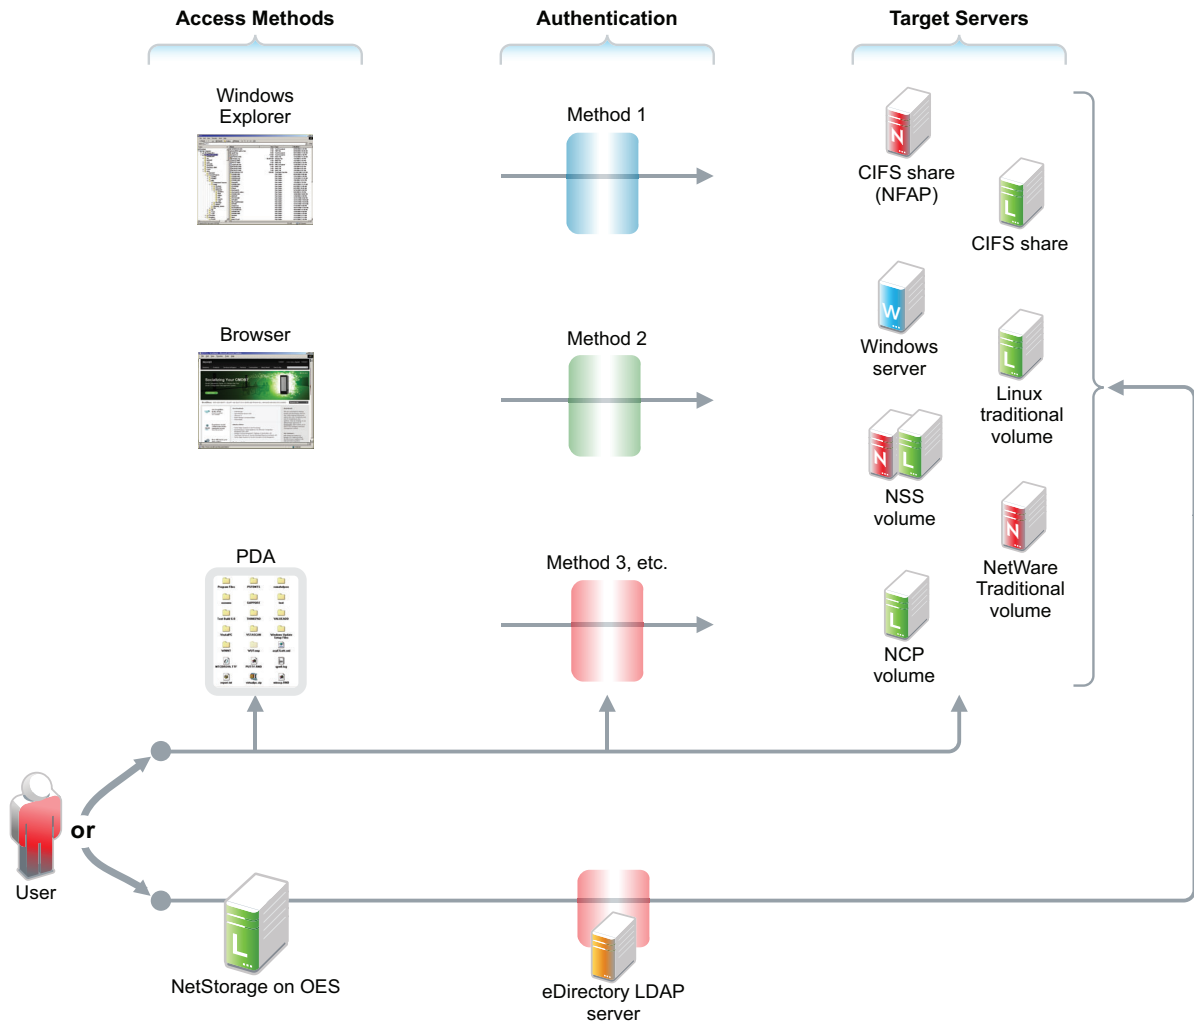 Access Methods
Authentication
Target Servers
Windows
Explorer
Method 1
N
CIFS share
(NFAP)
L
CIFS share
Browser
Method 2
W
Windows
server
L
Linux
traditional
volume
N
L
NSS
volume
N
NetWare
Traditional
volume
PDA
Method 3, etc.
L
NCP
volume
or
User
L
NetStorage on OES
eDirectory LDAP
server